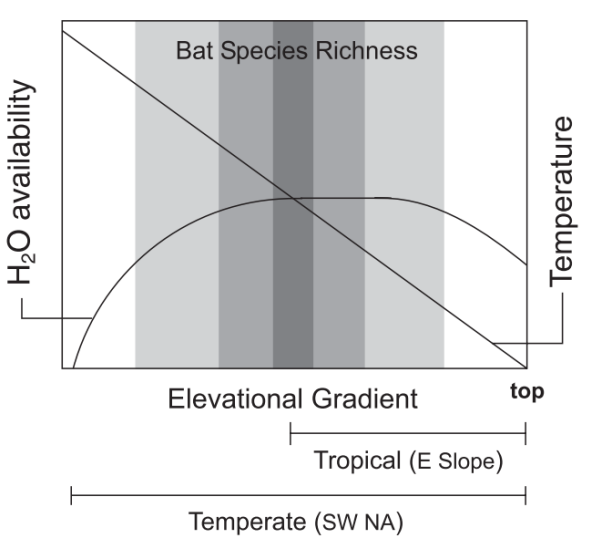 Bat Species Richness
H₂O availability
Temperature
Elevational Gradient
top
Tropical (E Slope)
Temperate (SW NA)